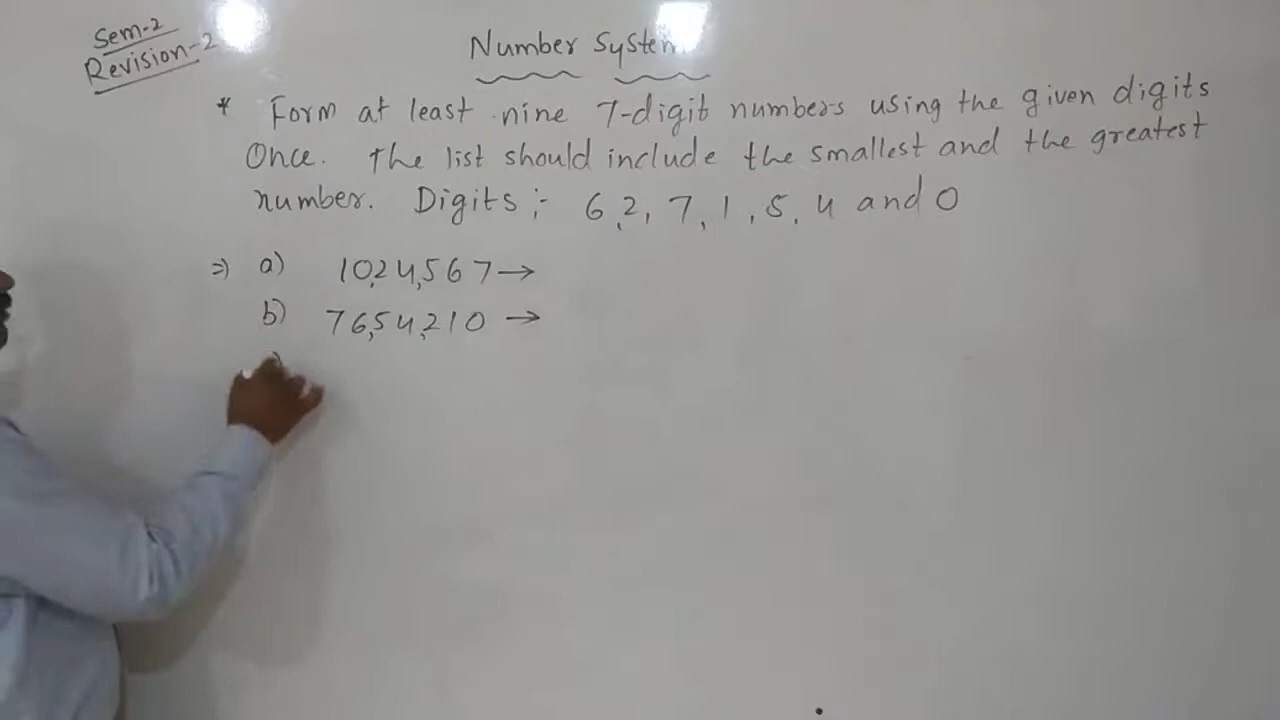 Sem-2
Revision-2
Number System
* Form at least nine 7-digit numbers using the given digits
Once. The list should include the smallest and the greatest
number. Digits :- 6, 2, 7, 1, 5, 4 and 0
=) a) 10,24,567 →
b) 76,54,210 →